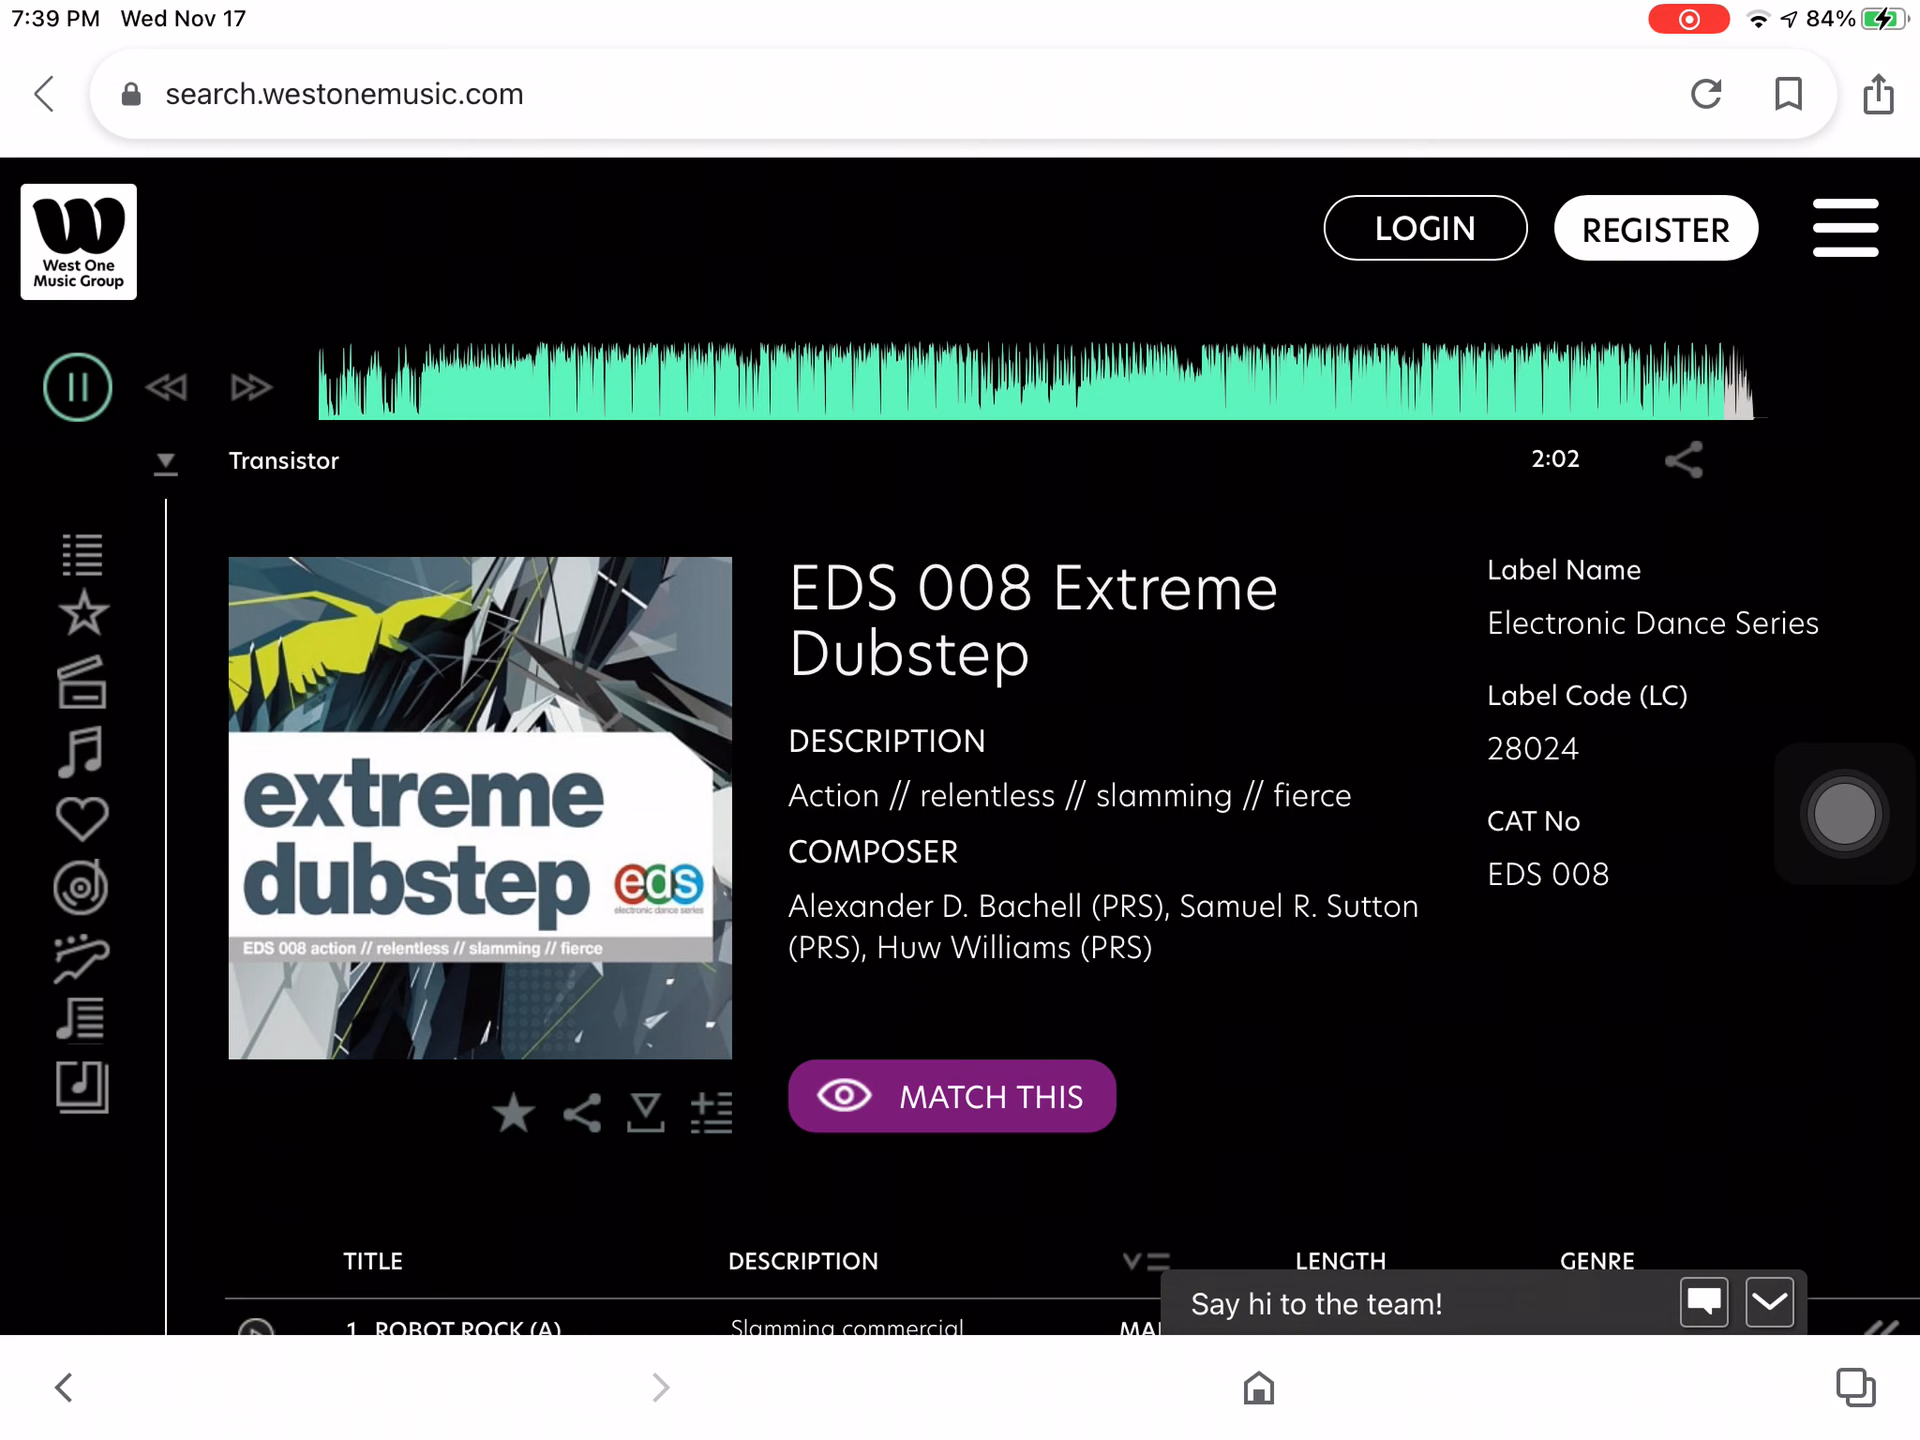 7:39 PM Wed Nov 17
84%
search.westonemusic.com
West One
Music Group
LOGIN
REGISTER
Transistor
2:02
extreme
dubstep
eds
electronic dance series
EDS 008 action // relentless // slamming // fierce
EDS 008 Extreme
Dubstep
DESCRIPTION
Action // relentless // slamming // fierce
COMPOSER
Alexander D. Bachell (PRS), Samuel R. Sutton
(PRS), Huw Williams (PRS)
MATCH THIS
Label Name
Electronic Dance Series
Label Code (LC)
28024
CAT No
EDS 008
TITLE DESCRIPTION LENGTH GENRE
1 ROBOT ROCK (A) Slamming commercial
Say hi to the team!